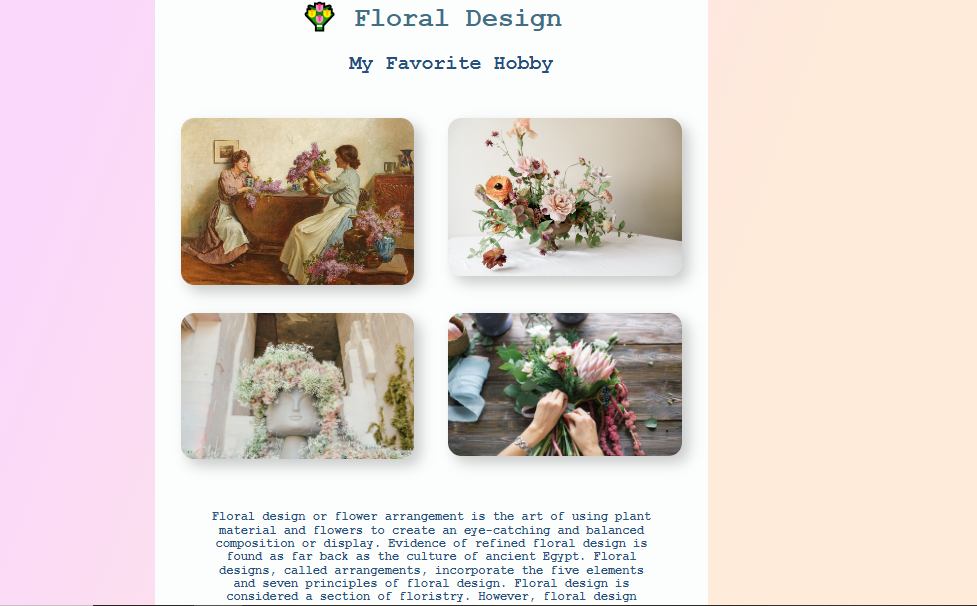 Floral Design
My Favorite Hobby
Floral design or flower arrangement is the art of using plant
material and flowers to create an eye-catching and balanced
composition or display. Evidence of refined floral design is
found as far back as the culture of ancient Egypt. Floral
designs, called arrangements, incorporate the five elements
and seven principles of floral design. Floral design is
considered a section of floristry. However, floral design